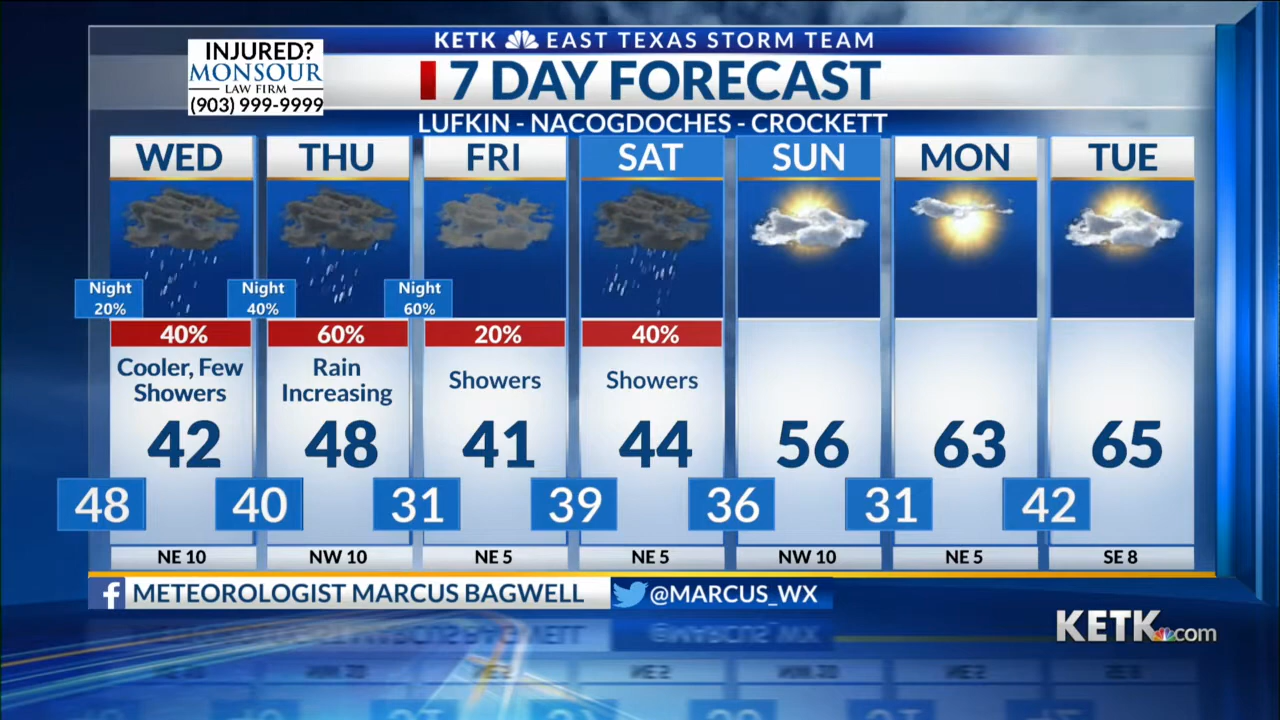 KETK EAST TEXAS STORM TEAM
INJURED?
MONSOUR
LAW FIRM
(903) 999-9999
7 DAY FORECAST
LUFKIN - NACOGDOCHES - CROCKETT
WED THU FRI SAT SUN MON TUE
Night Night Night
20% 40% 60%
40% 60% 20% 40%
Cooler, Few Rain Showers Showers
Showers Increasing
42 48 41 44 56 63 65
48 40 31 39 36 31 42
NE 10 NW 10 NE 5 NE 5 NW 10 NE 5 SE 8
f METEOROLOGIST MARCUS BAGWELL @MARCUS_WX
KETK.com